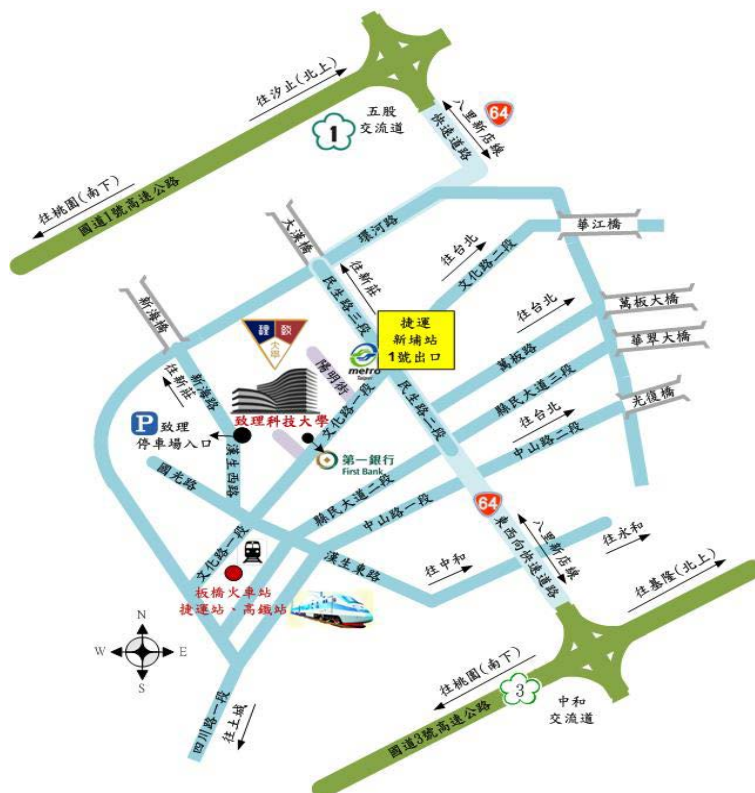 往汐止(北上)
五股
交流道
1
64
八里新店線
快速道路
往桃園(南下)
國道1號高速公路
大漢橋
環河路
華江橋
往台北
文化路二段
往新莊
民生路三段
新海橋
捷運
新埔站
1號出口
往台北
萬板大橋
萬板路
華翠大橋
致理
大學
陽明街
metro
Taipei
往新莊
新海路
縣民大道三段
光復橋
往台北
民生路二段
中山路二段
致理科技大學
文化路一段
P 致理
停車場入口
第一銀行
First Bank
漢生西路
國光路
縣民大道二段
中山路一段
64
八里新店線
東西向快速道路
往永和
文化路一段
漢生東路
往中和
板橋火車站
捷運站、高鐵站
往基隆(北上)
N
W
E
S
往桃園(南下)
3
中和
交流道
國道3號高速公路
四川路一段
往土城